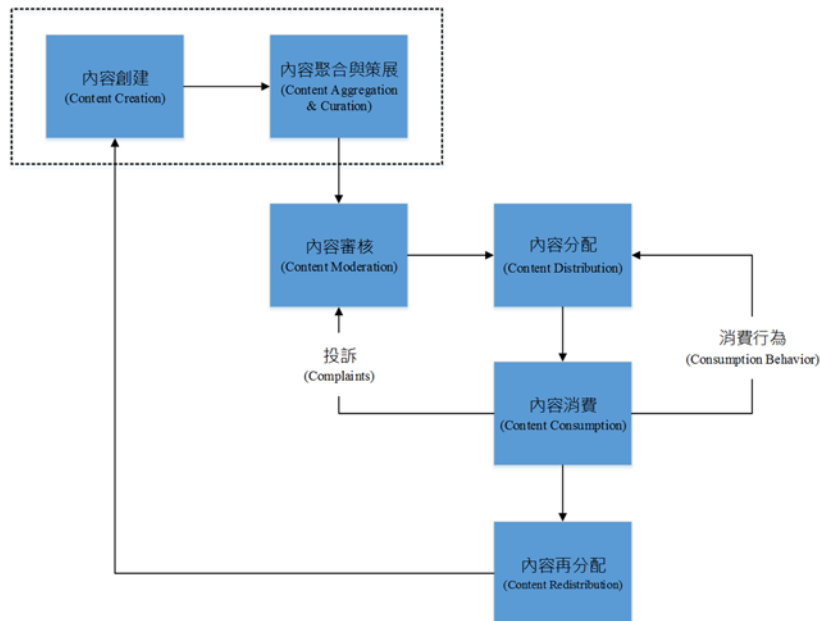 內容創建
(Content Creation)
內容聚合與策展
(Content Aggregation
& Curation)
內容審核
(Content Moderation)
內容分配
(Content Distribution)
投訴
(Complaints)
消費行為
(Consumption Behavior)
內容消費
(Content Consumption)
內容再分配
(Content Redistribution)